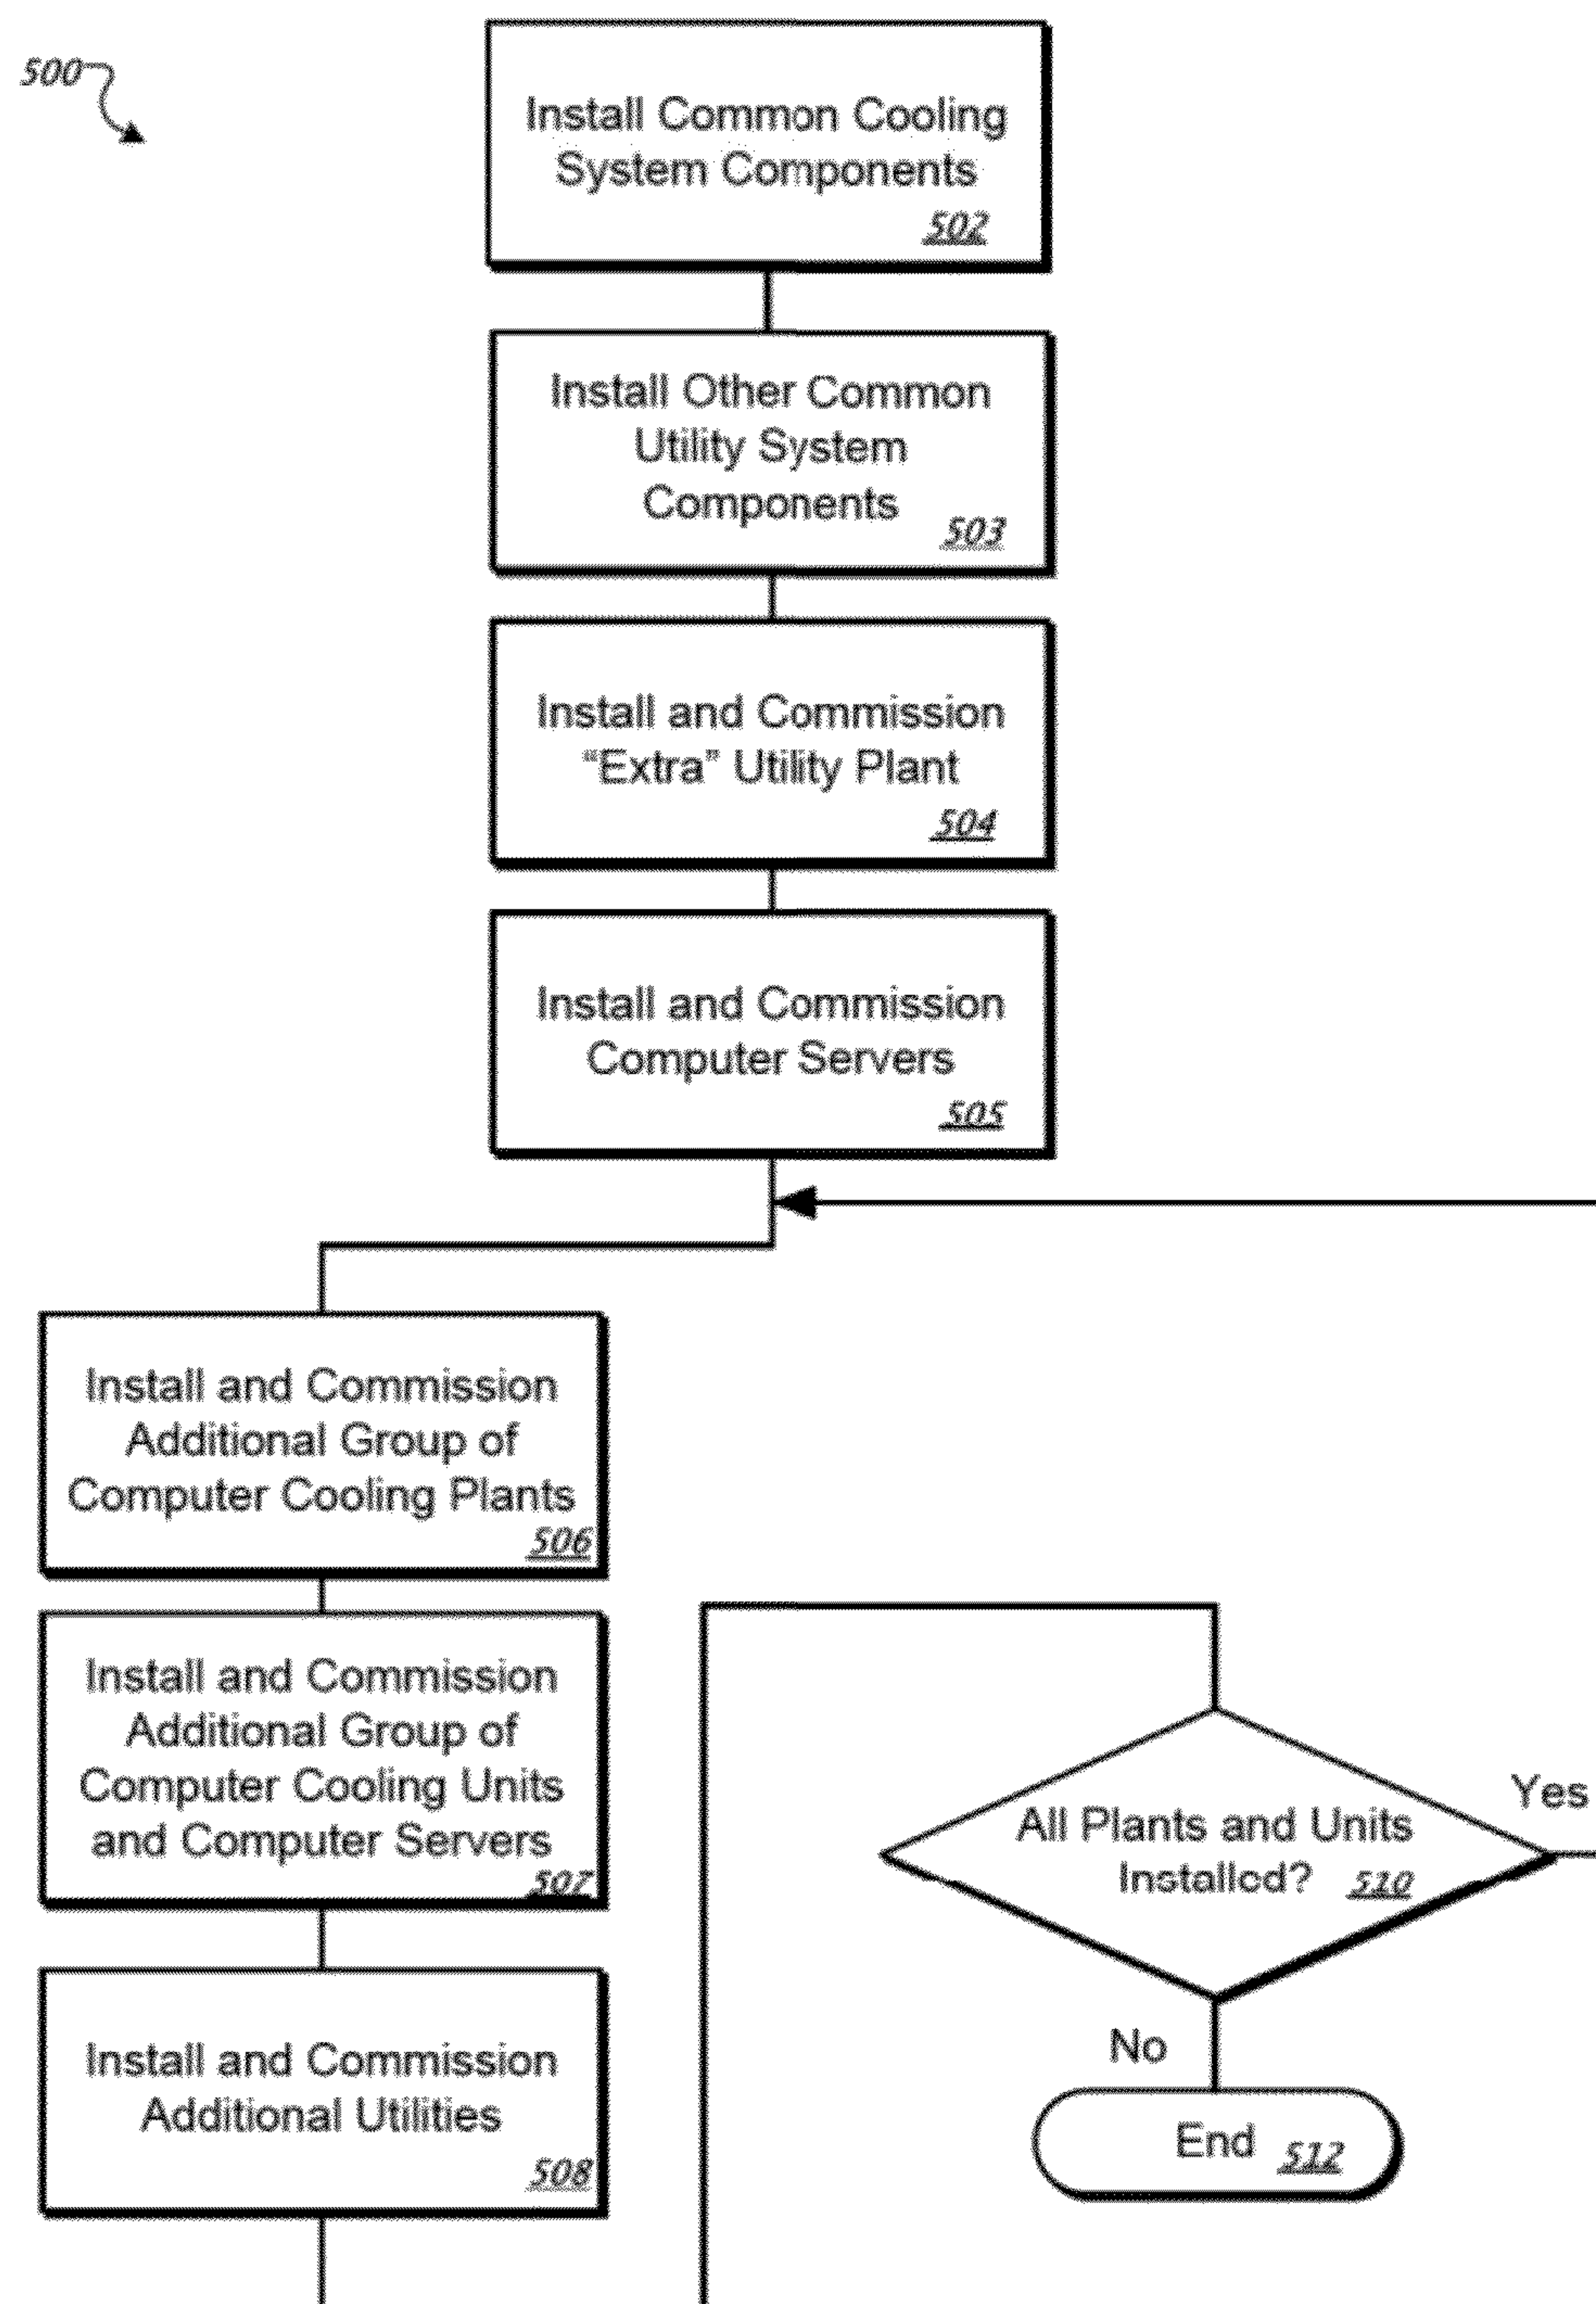 500
Install Common Cooling
System Components
502
Install Other Common
Utility System
Components
503
Install and Commission
“Extra” Utility Plant
504
Install and Commission
Computer Servers
505
Install and Commission
Additional Group of
Computer Cooling Plants
506
Install and Commission
Additional Group of
Computer Cooling Units
and Computer Servers
507
Install and Commission
Additional Utilities
508
All Plants and Units
Installed? 510
Yes
No
End 512